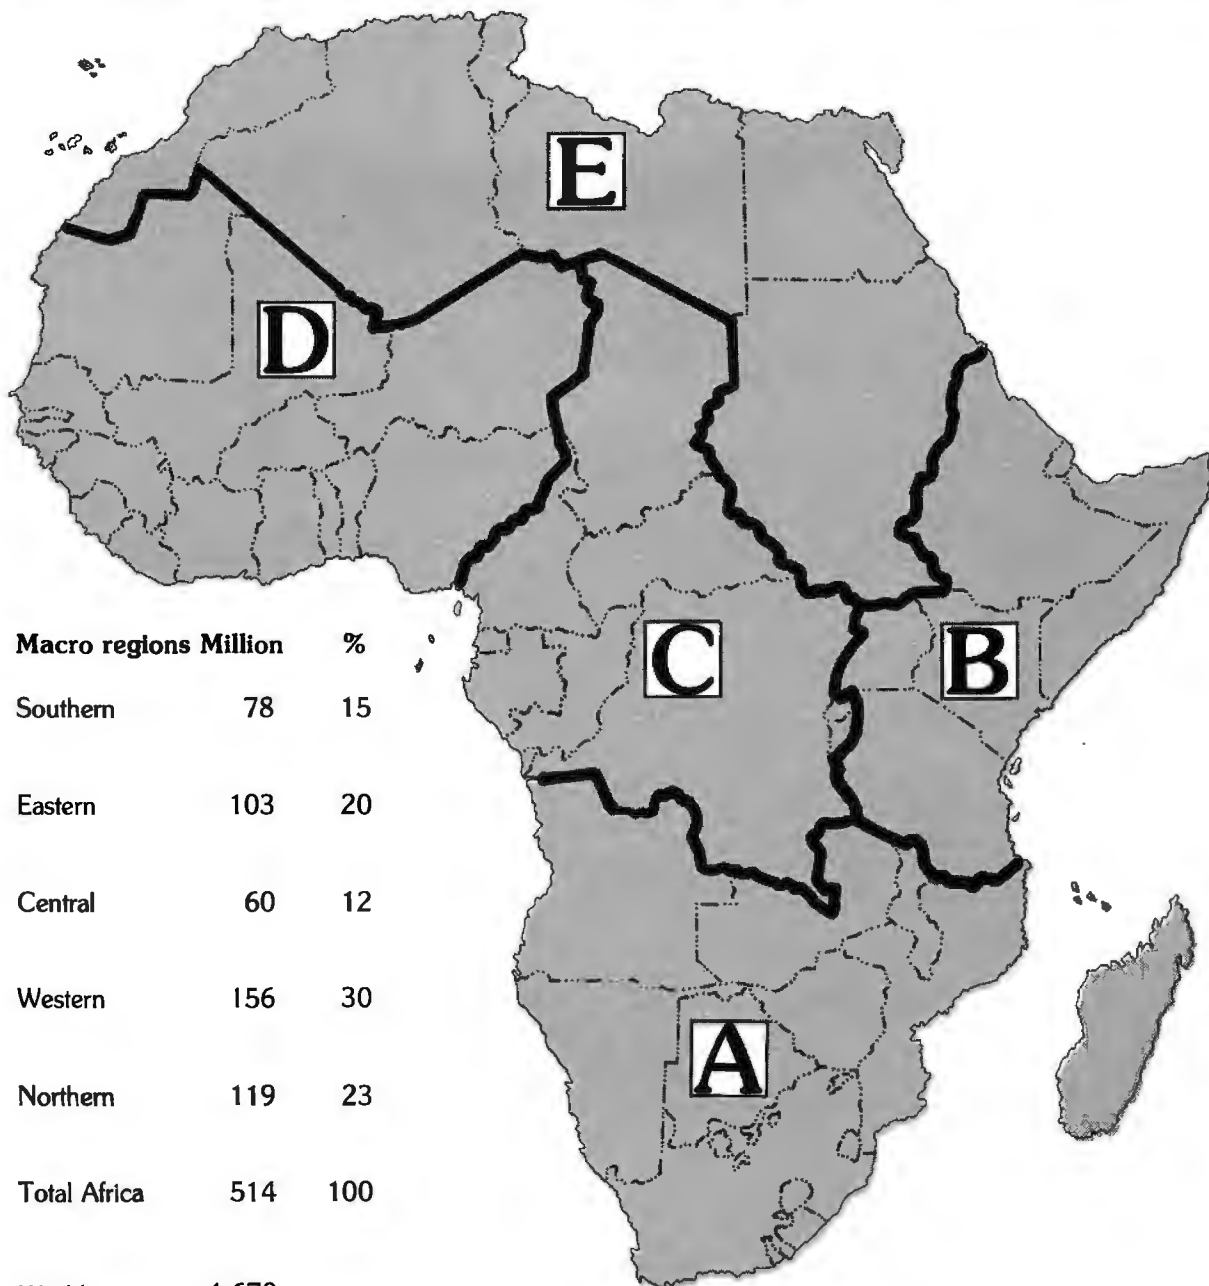 E
D
C
B
A
Macro regions Million %
Southern 78 15
Eastern 103 20
Central 60 12
Western 156 30
Northern 119 23
Total Africa 514 100